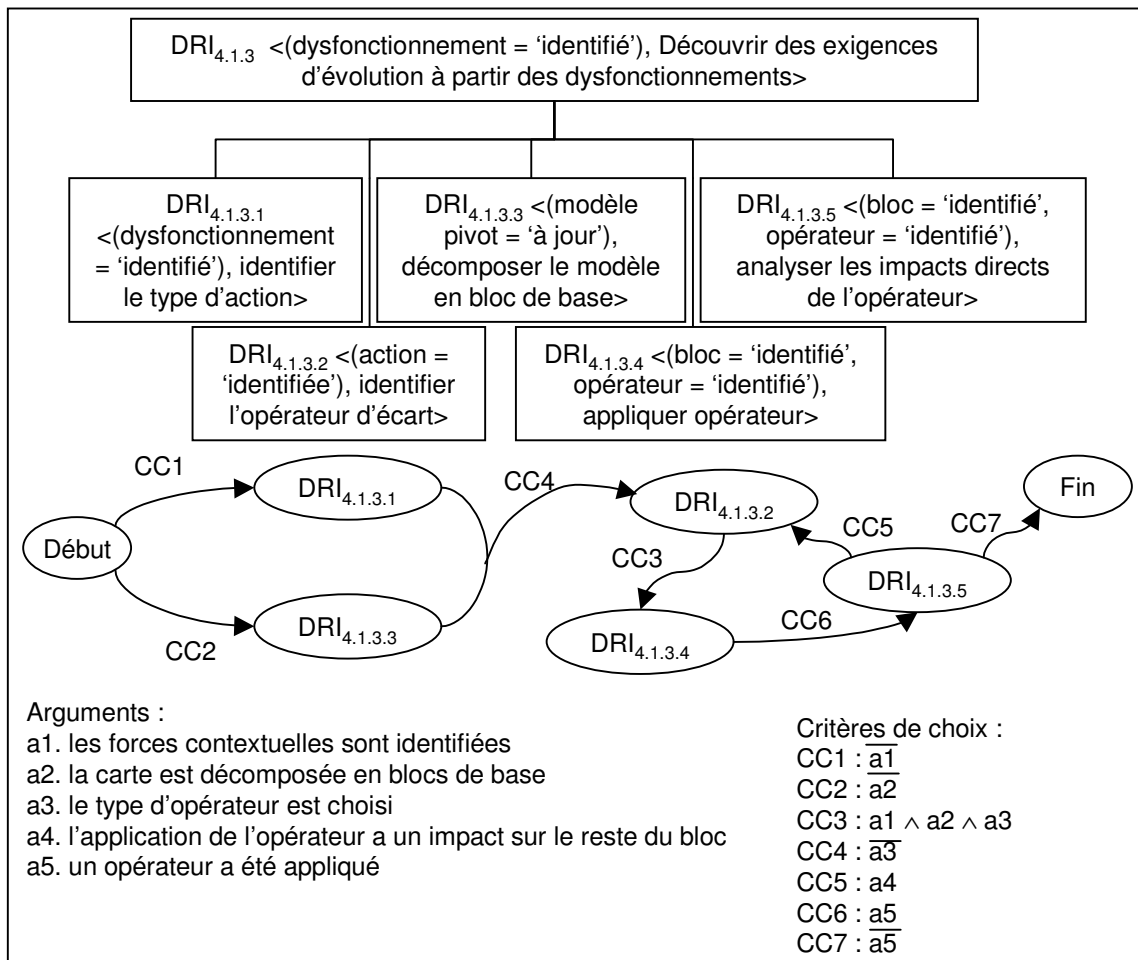 DRI4.1.3 <(dysfonctionnement = ‘identifié’), Découvrir des exigences
d’évolution à partir des dysfonctionnements>
DRI4.1.3.1
<(dysfonctionnement
= ‘identifié’), identifier
le type d’action>
DRI4.1.3.3 <(modèle
pivot = ‘à jour’),
décomposer le modèle
en bloc de base>
DRI4.1.3.5 <(bloc = ‘identifié’,
opérateur = ‘identifié’),
analyser les impacts directs
de l’opérateur>
DRI4.1.3.2 <(action =
‘identifiée’), identifier
l’opérateur d’écart>
DRI4.1.3.4 <(bloc = ‘identifié’,
opérateur = ‘identifié’),
appliquer opérateur>
CC1
DRI4.1.3.1
CC4
DRI4.1.3.2
Fin
Début
CC3
CC5
CC7
DRI4.1.3.5
CC2
DRI4.1.3.3
DRI4.1.3.4
CC6
Arguments :
a1. les forces contextuelles sont identifiées
a2. la carte est décomposée en blocs de base
a3. le type d’opérateur est choisi
a4. l’application de l’opérateur a un impact sur le reste du bloc
a5. un opérateur a été appliqué
Critères de choix :
CC1 : a̅1̅
CC2 : a̅2̅
CC3 : a1 ∧ a2 ∧ a3
CC4 : a̅3̅
CC5 : a4
CC6 : a5
CC7 : a̅5̅